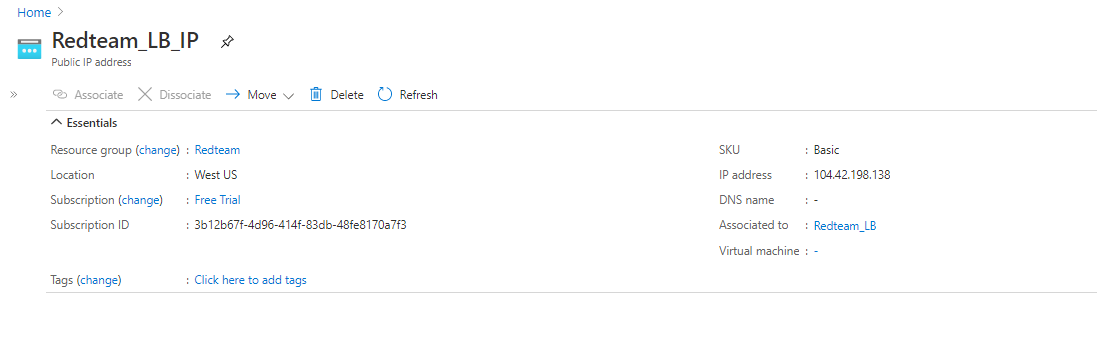 Home
Redteam_LB_IP
Public IP address
» Associate Dissociate Move Delete Refresh
Essentials
Resource group (change) : Redteam SKU : Basic
Location : West US IP address : 104.42.198.138
Subscription (change) : Free Trial DNS name : -
Subscription ID : 3b12b67f-4d96-414f-83db-48fe8170a7f3 Associated to : Redteam_LB
Virtual machine : -
Tags (change) : Click here to add tags